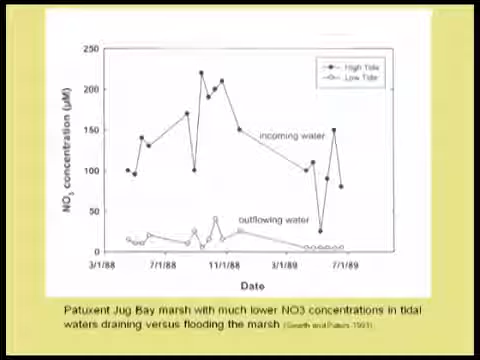 250
200
150
100
50
0
NO3 concentration (µM)
High Tide
Low Tide
incoming water
outflowing water
3/1/88 7/1/88 11/1/88 3/1/89 7/1/89
Date
Patuxent Jug Bay marsh with much lower NO3 concentrations in tidal
waters draining versus flooding the marsh